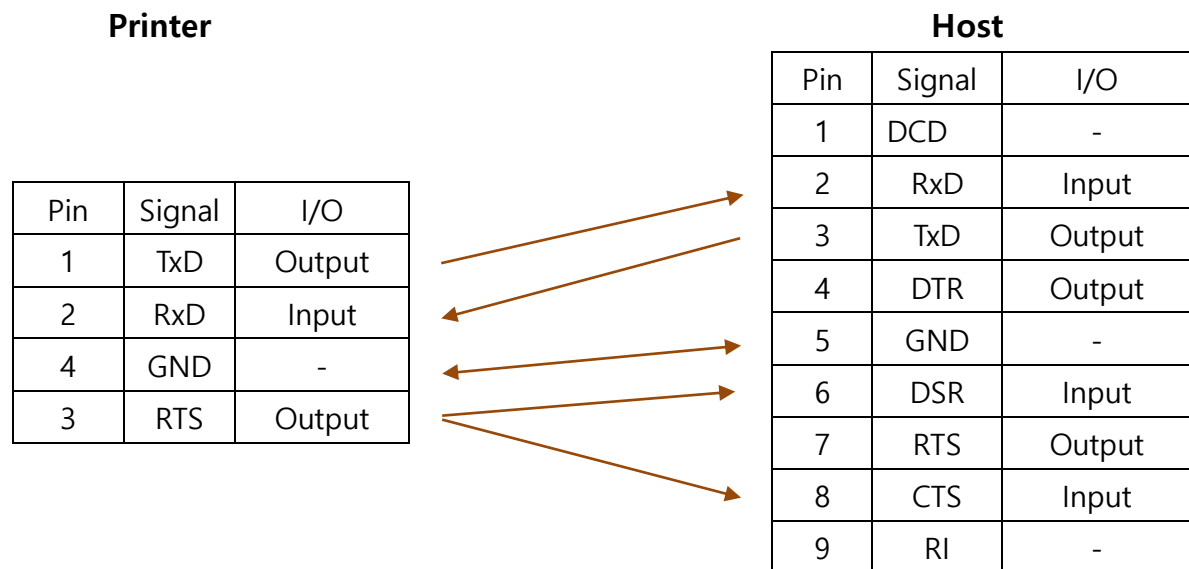 Printer
Pin Signal I/O
1 TxD Output
2 RxD Input
4 GND -
3 RTS Output
Host
Pin Signal I/O
1 DCD -
2 RxD Input
3 TxD Output
4 DTR Output
5 GND -
6 DSR Input
7 RTS Output
8 CTS Input
9 RI -